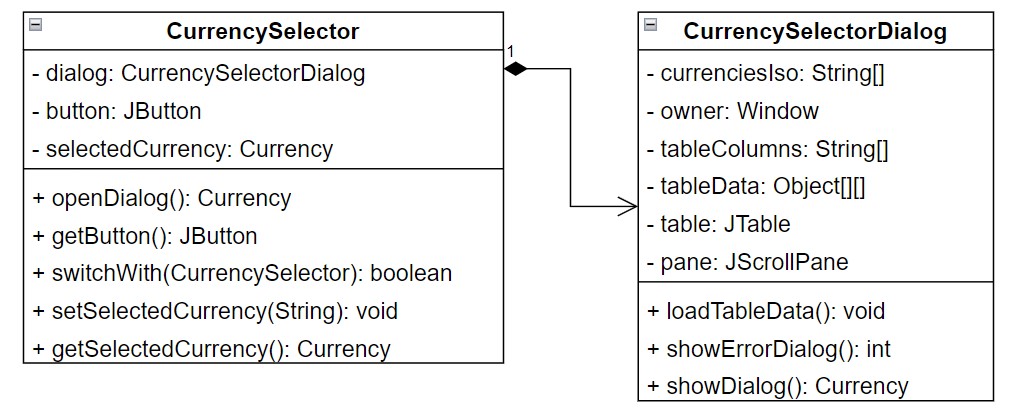 CurrencySelector
- dialog: CurrencySelectorDialog
- button: JButton
- selectedCurrency: Currency
+ openDialog(): Currency
+ getButton(): JButton
+ switchWith(CurrencySelector): boolean
+ setSelectedCurrency(String): void
+ getSelectedCurrency(): Currency
1
CurrencySelectorDialog
- currenciesIso: String[]
- owner: Window
- tableColumns: String[]
- tableData: Object[][]
- table: JTable
- pane: JScrollPane
+ loadTableData(): void
+ showErrorDialog(): int
+ showDialog(): Currency